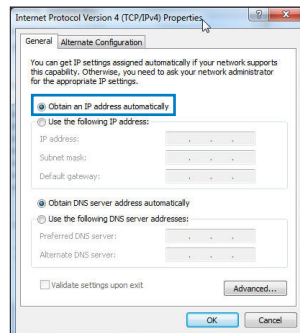 Internet Protocol Version 4 (TCP/IPv4) Properties
General
Alternate Configuration
You can get IP settings assigned automatically if your network supports
this capability. Otherwise, you need to ask your network administrator
for the appropriate IP settings.
Obtain an IP address automatically
Use the following IP address:
IP address:
Subnet mask:
Default gateway:
Obtain DNS server address automatically
Use the following DNS server addresses:
Preferred DNS server:
Alternate DNS server:
Validate settings upon exit
Advanced...
OK
Cancel